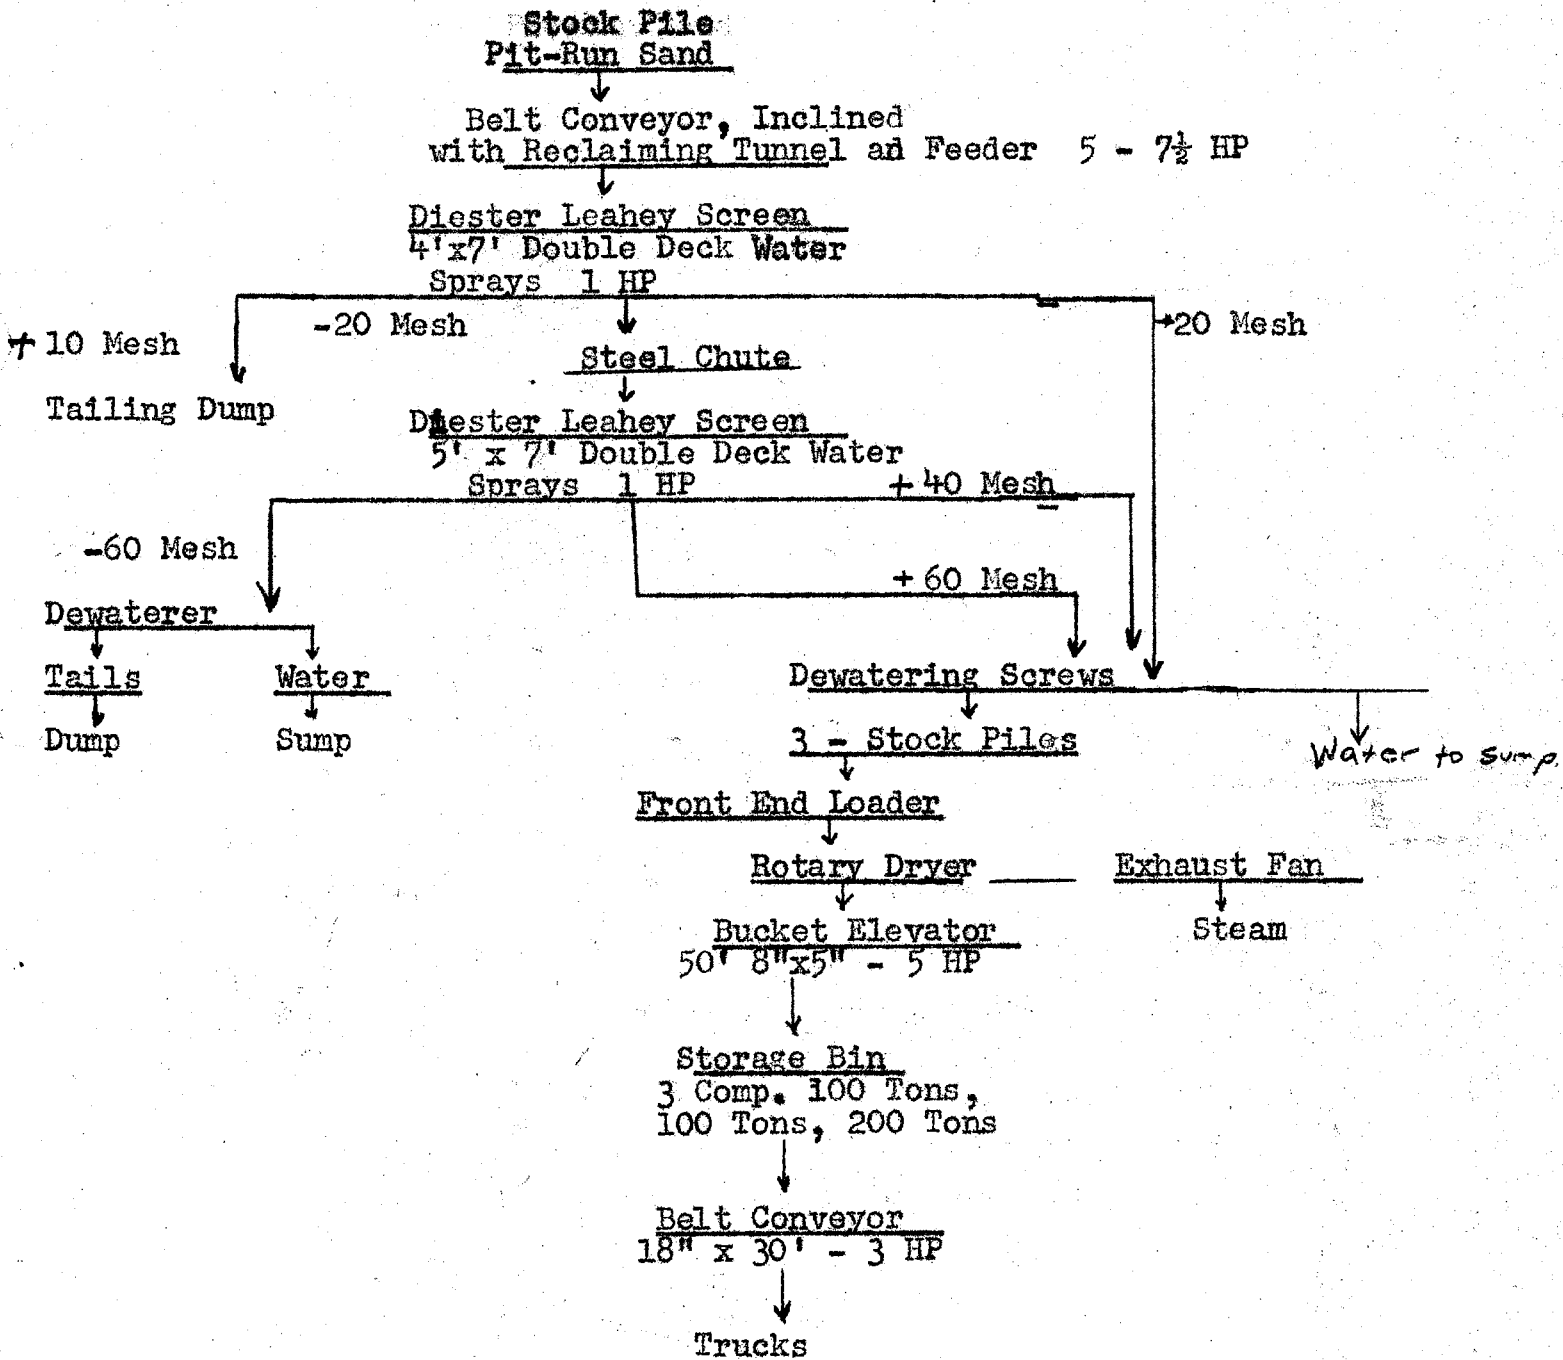 Stock Pile
Pit-Run Sand
Belt Conveyor, Inclined
with Reclaiming Tunnel an Feeder 5 - 7½ HP
Diester Leahey Screen
4'x7' Double Deck Water
Sprays 1 HP
-20 Mesh
+20 Mesh
+ 10 Mesh
Steel Chute
Tailing Dump
Diester Leahey Screen
5' x 7' Double Deck Water
Sprays 1 HP
+ 40 Mesh
-60 Mesh
+ 60 Mesh
Dewaterer
Tails Water
Dewatering Screws
Dump Sump
3 - Stock Piles
Water to sump.
Front End Loader
Rotary Dryer
Exhaust Fan
Bucket Elevator
Steam
50' 8"x5" - 5 HP
Storage Bin
3 Comp. 100 Tons,
100 Tons, 200 Tons
Belt Conveyor
18" x 30' - 3 HP
Trucks